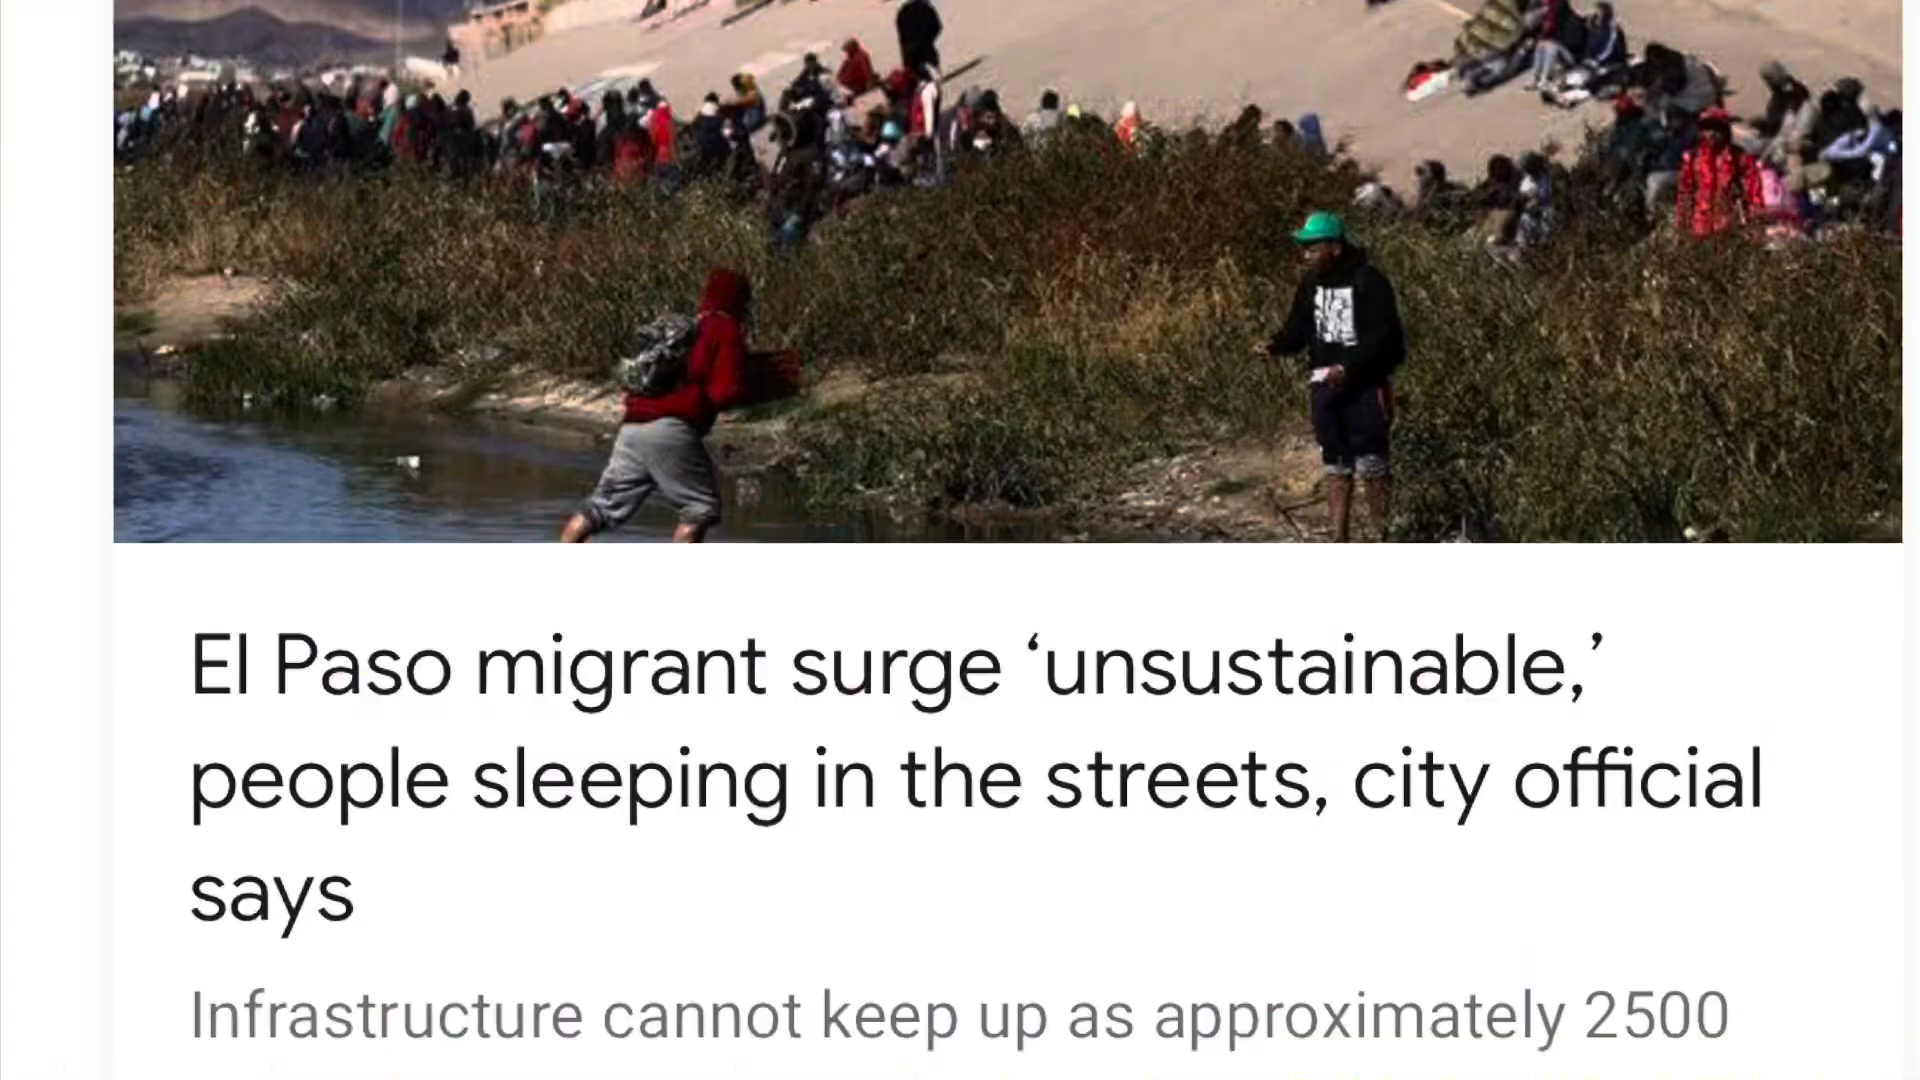 El Paso migrant surge ‘unsustainable,’
people sleeping in the streets, city official
says
Infrastructure cannot keep up as approximately 2500